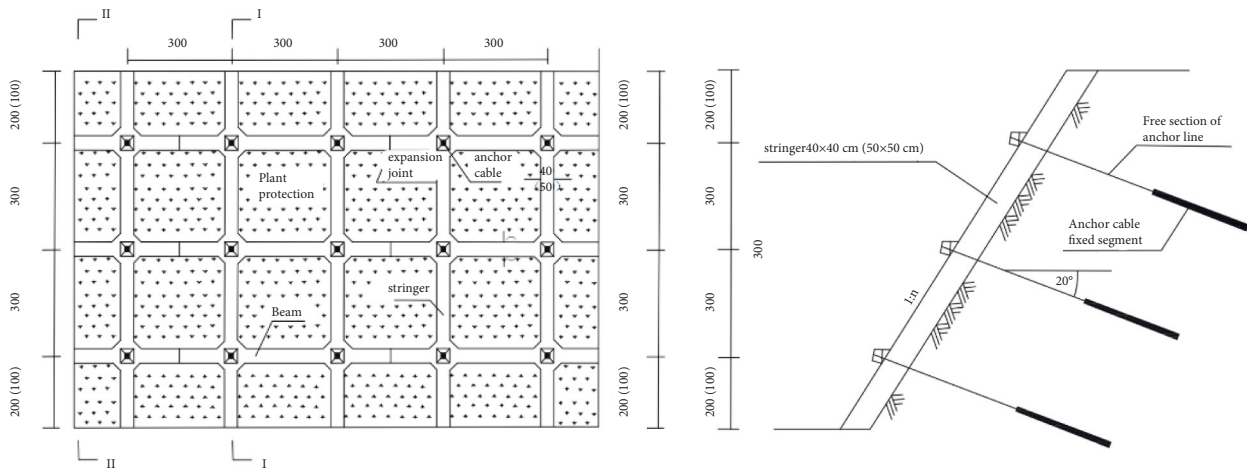 II
I
300
300
300
300
200 (100)
300
300
200 (100)
expansion
joint
anchor
cable
Plant
protection
40
(50)
stringer
Beam
II
I
200 (100)
300
300
200 (100)
200 (100)
300
300
200 (100)
300
stringer40×40 cm (50×50 cm)
Free section of
anchor line
Anchor cable
fixed segment
20°
1:n